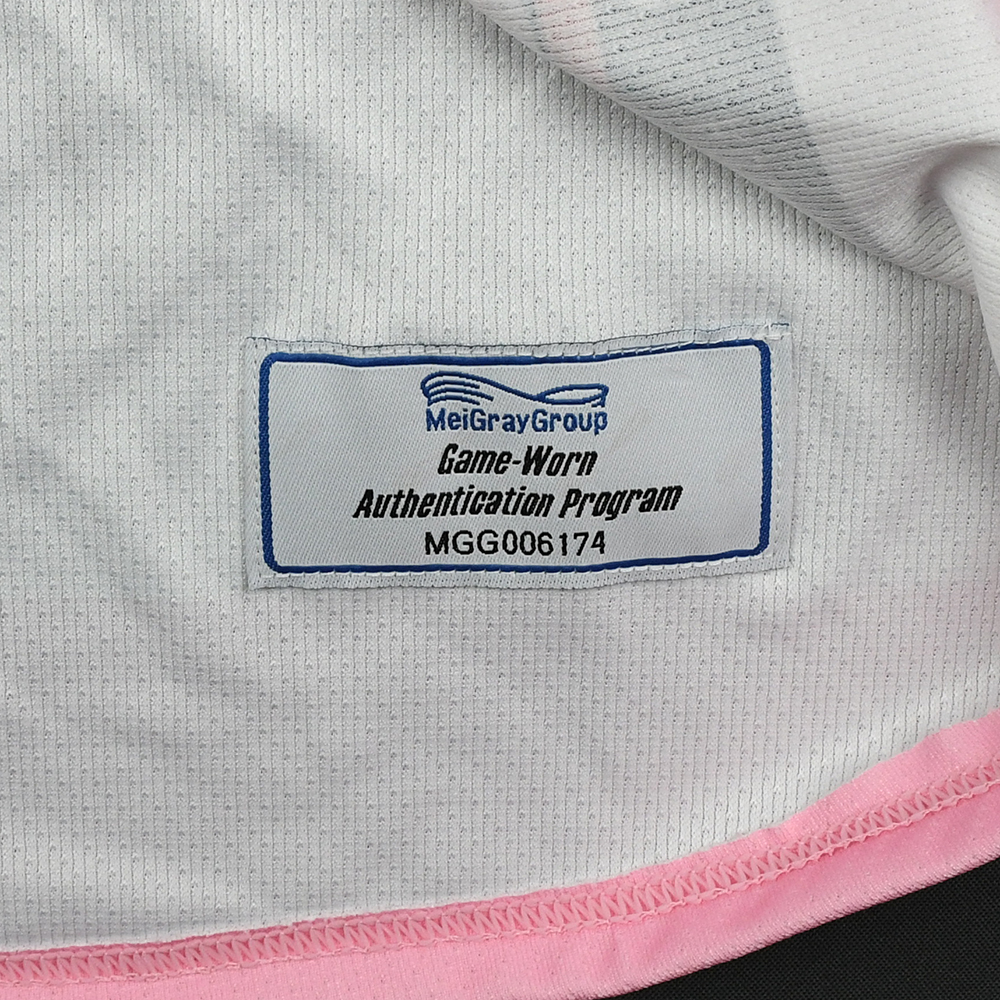 MeiGrayGroup
Game-Worn
Authentication Program
MGG006174